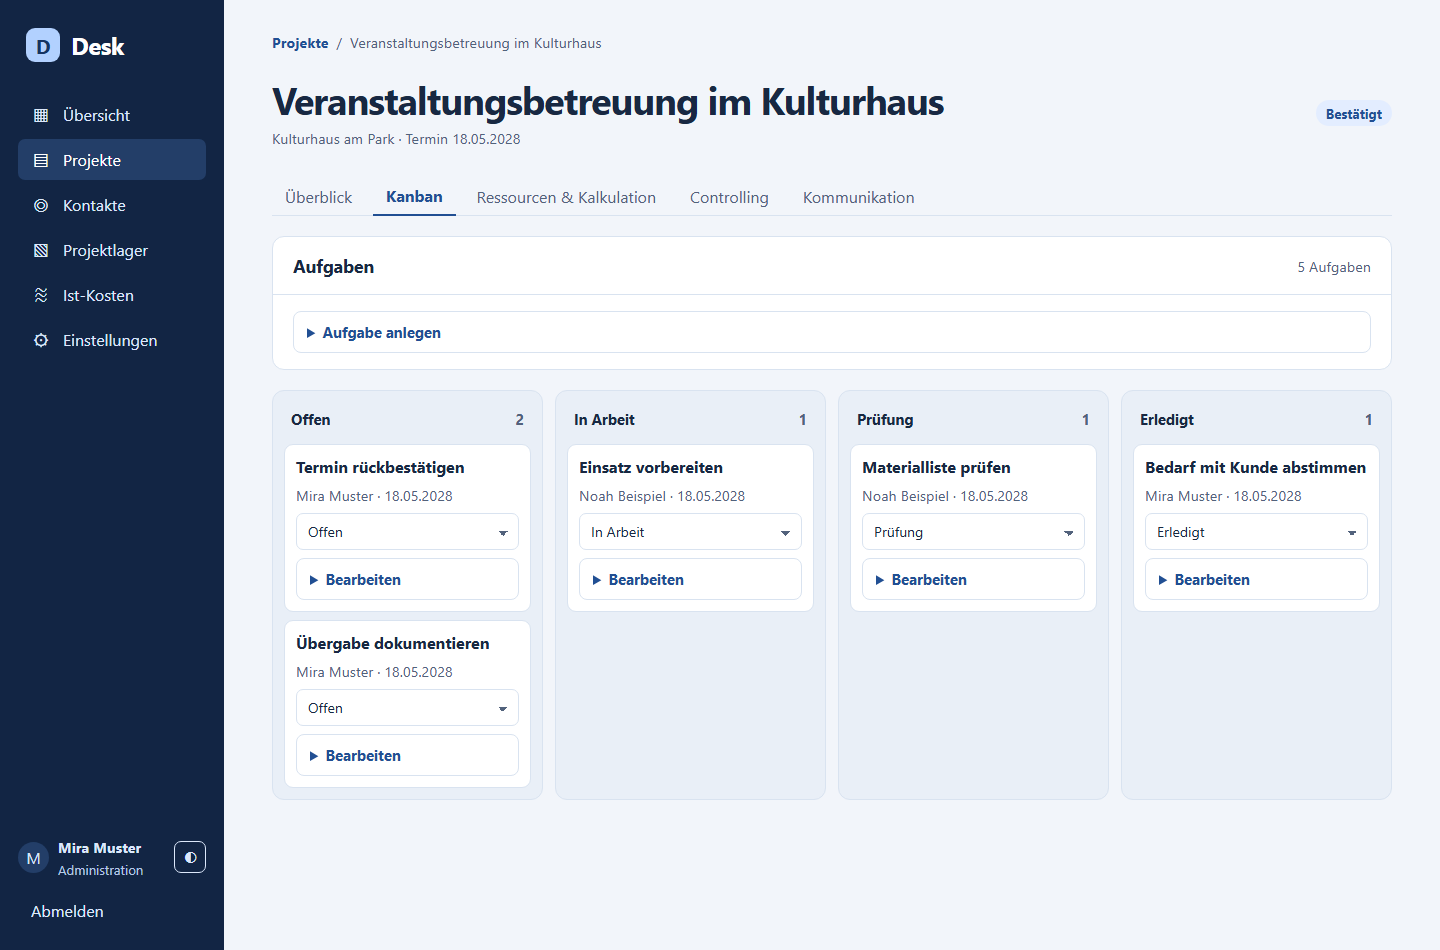 D Desk
Übersicht
Projekte
Kontakte
Projektlager
Ist-Kosten
Einstellungen
Mira Muster
Administration
M
Abmelden
Projekte / Veranstaltungsbetreuung im Kulturhaus
Veranstaltungsbetreuung im Kulturhaus
Kulturhaus am Park · Termin 18.05.2028
Bestätigt
Überblick Kanban Ressourcen & Kalkulation Controlling Kommunikation
Aufgaben 5 Aufgaben
Aufgabe anlegen
Offen 2
Termin rückbestätigen
Mira Muster · 18.05.2028
Offen
Bearbeiten
Übergabe dokumentieren
Mira Muster · 18.05.2028
Offen
Bearbeiten
In Arbeit 1
Einsatz vorbereiten
Noah Beispiel · 18.05.2028
In Arbeit
Bearbeiten
Prüfung 1
Materialliste prüfen
Noah Beispiel · 18.05.2028
Prüfung
Bearbeiten
Erledigt 1
Bedarf mit Kunde abstimmen
Mira Muster · 18.05.2028
Erledigt
Bearbeiten